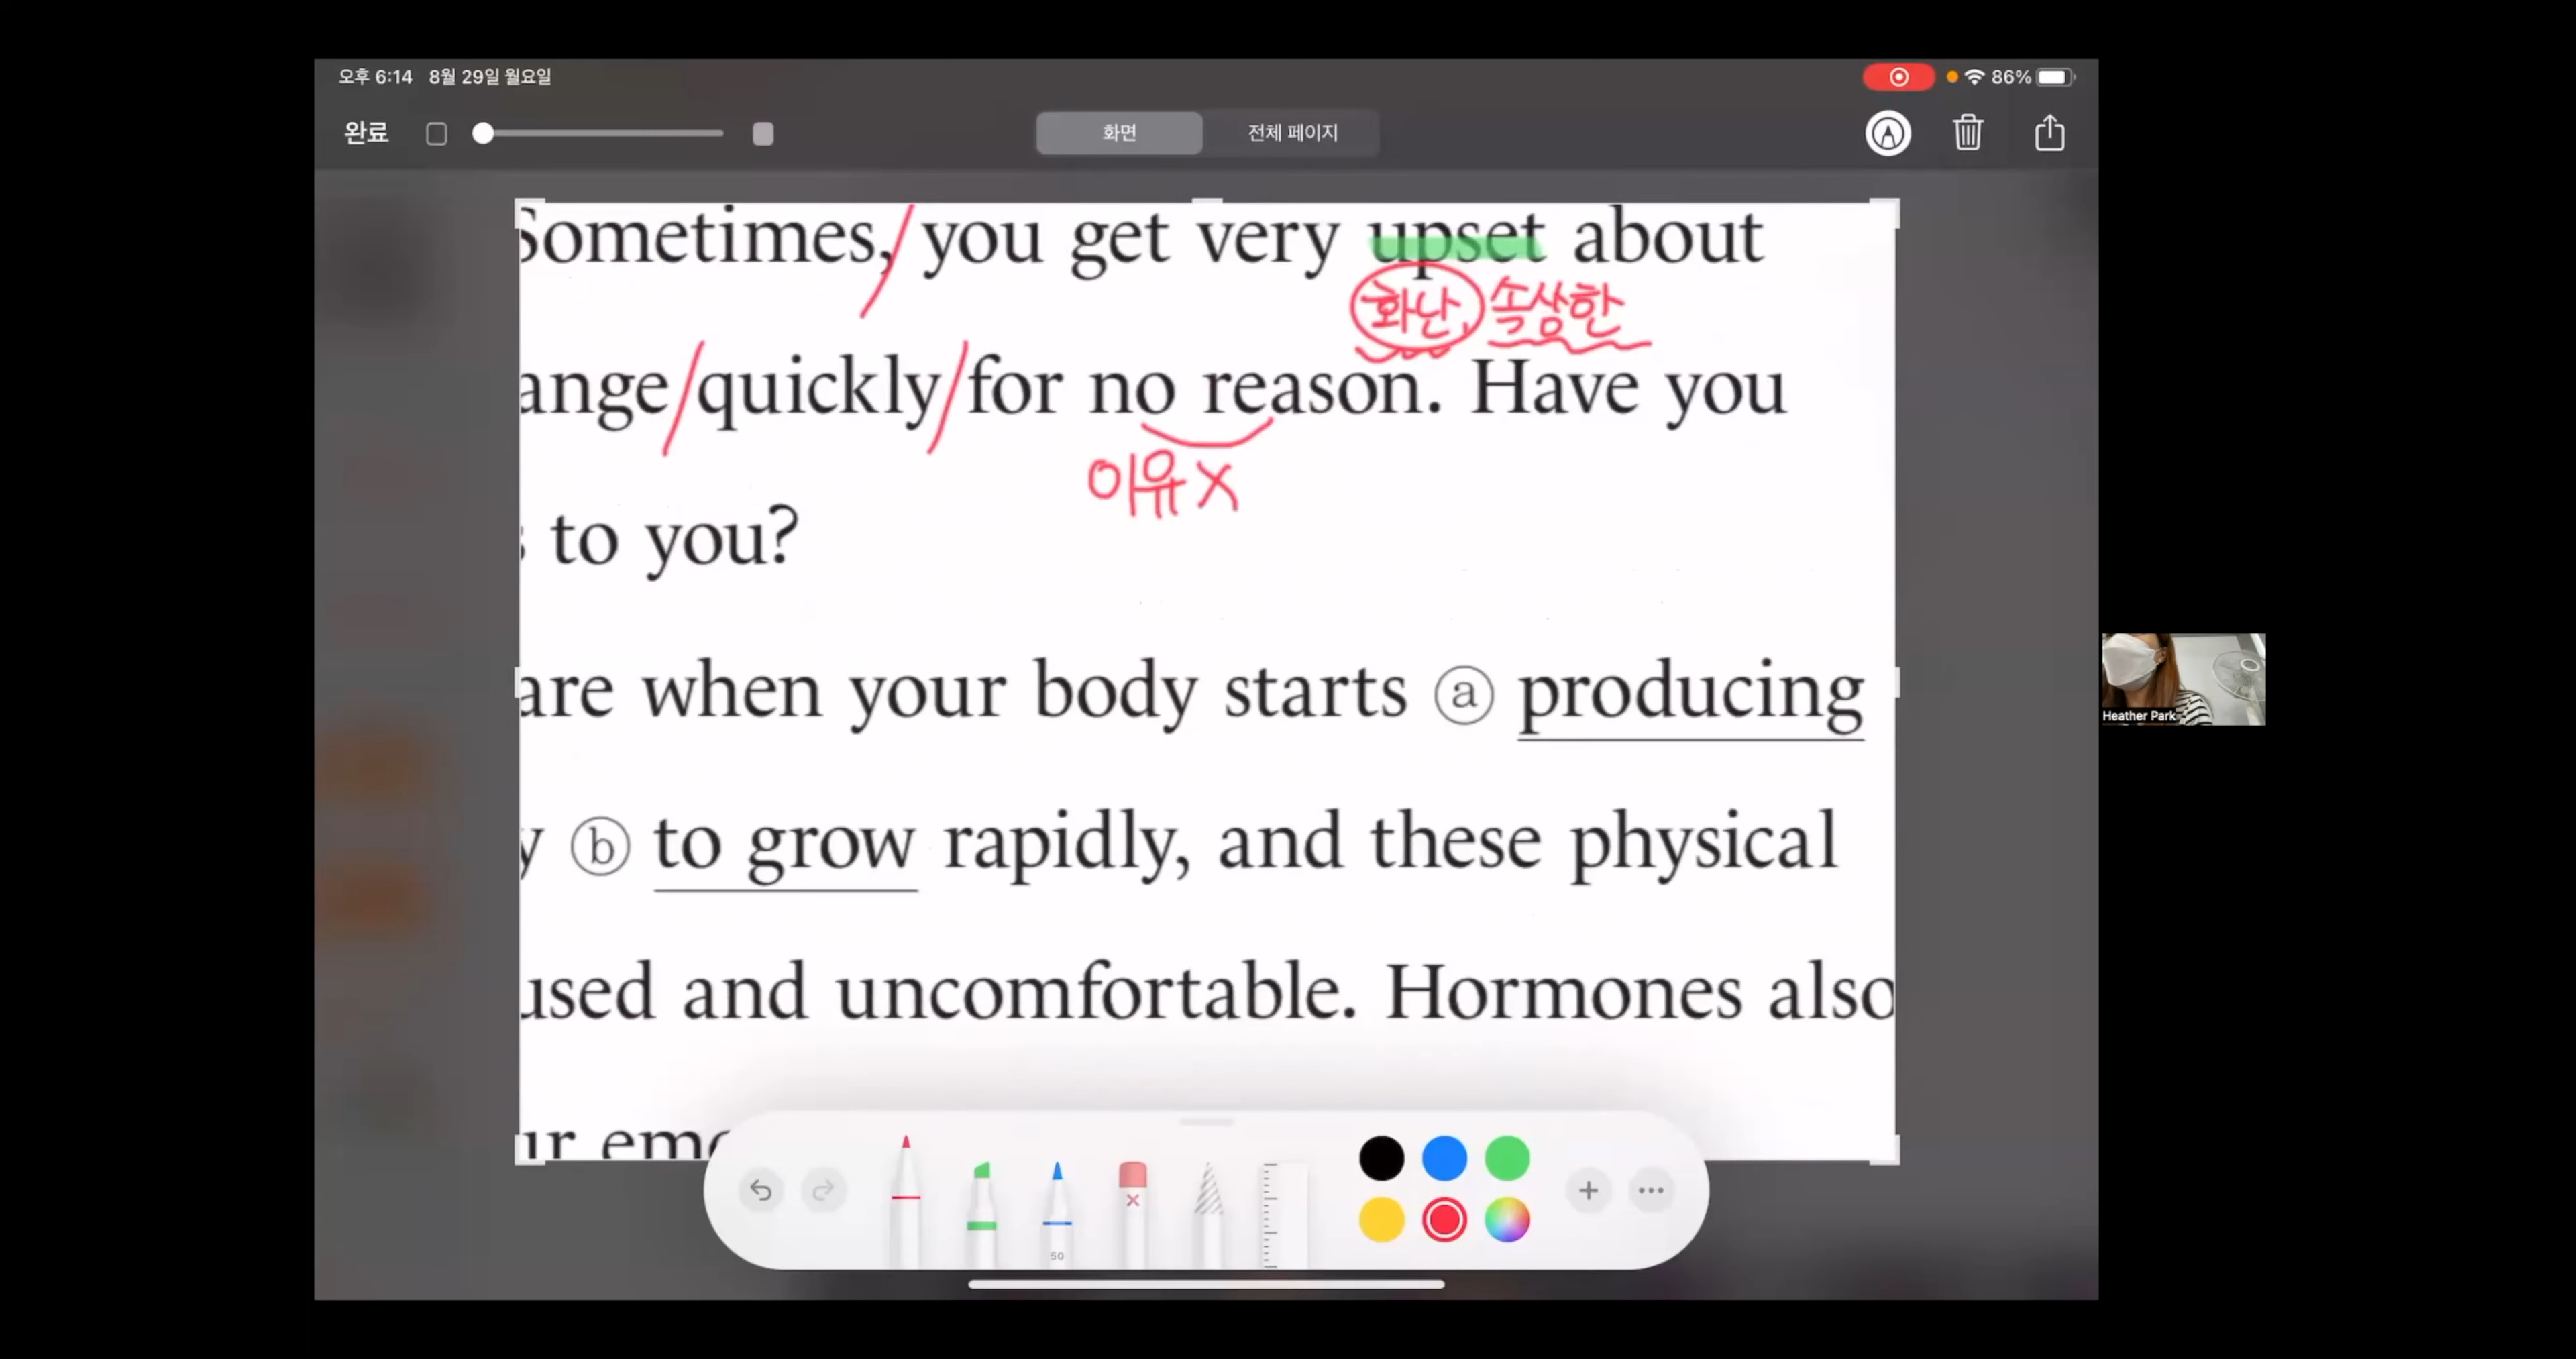 오후 6:14 8월 29일 월요일
86%
완료
화면
전체 페이지
Sometimes, you get very upset about
화난, 속상한
ange quickly for no reason. Have you
이유 X
to you?
are when your body starts ⓐ producing
Heather Park
y ⓑ to grow rapidly, and these physical
used and uncomfortable. Hormones also
ur emo
50